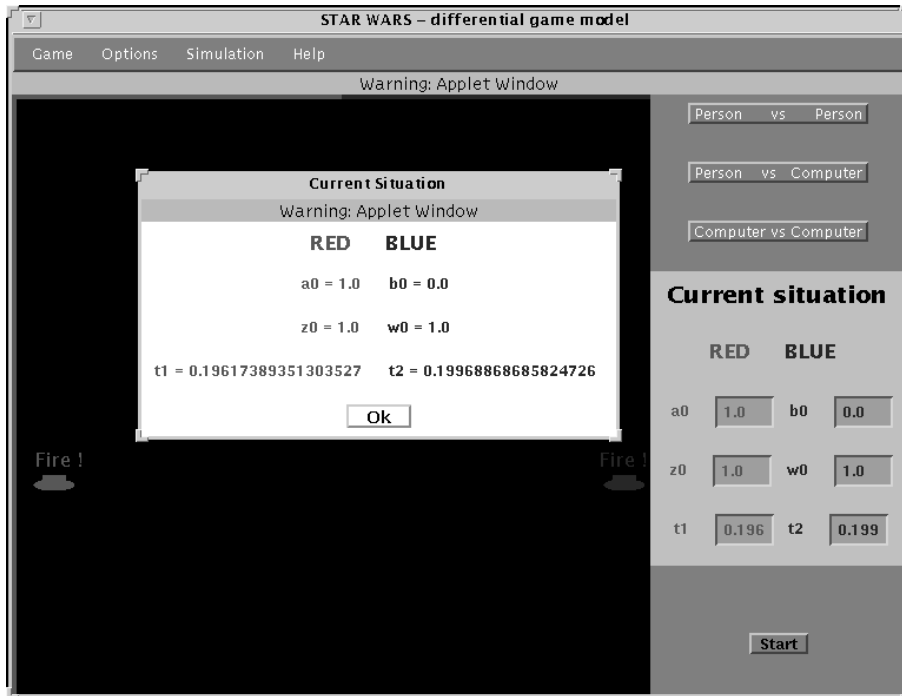 STAR WARS – differential game model
Game Options Simulation Help
Warning: Applet Window
Person vs Person
Person vs Computer
Computer vs Computer
Current Situation
Warning: Applet Window
RED BLUE
a0 = 1.0 b0 = 0.0
z0 = 1.0 w0 = 1.0
t1 = 0.19617389351303527 t2 = 0.19968868685824726
Ok
Fire !
Fire !
Current situation
RED BLUE
a0 1.0 b0 0.0
z0 1.0 w0 1.0
t1 0.196 t2 0.199
Start